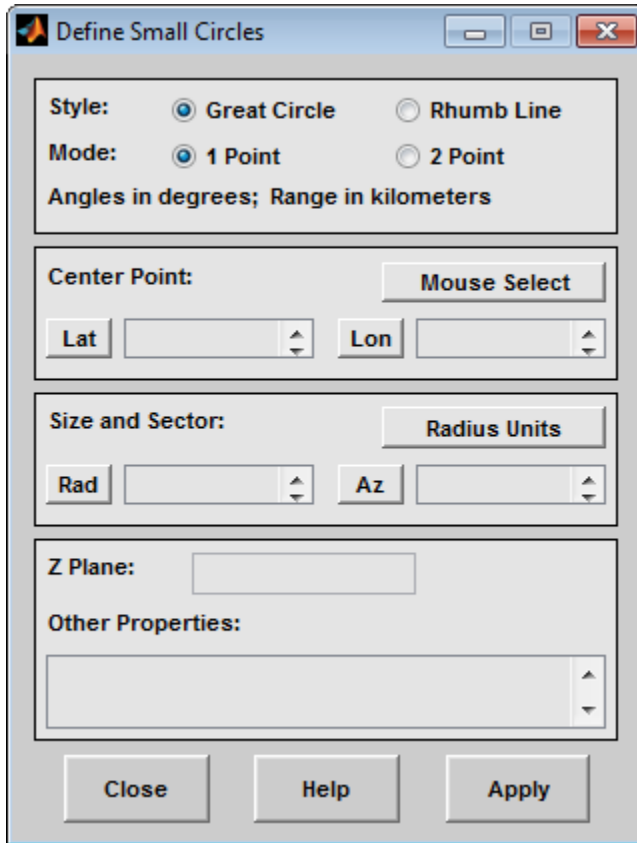 Define Small Circles
Style: Great Circle Rhumb Line
Mode: 1 Point 2 Point
Angles in degrees; Range in kilometers
Center Point: Mouse Select
Lat Lon
Size and Sector: Radius Units
Rad Az
Z Plane:
Other Properties:
Close Help Apply